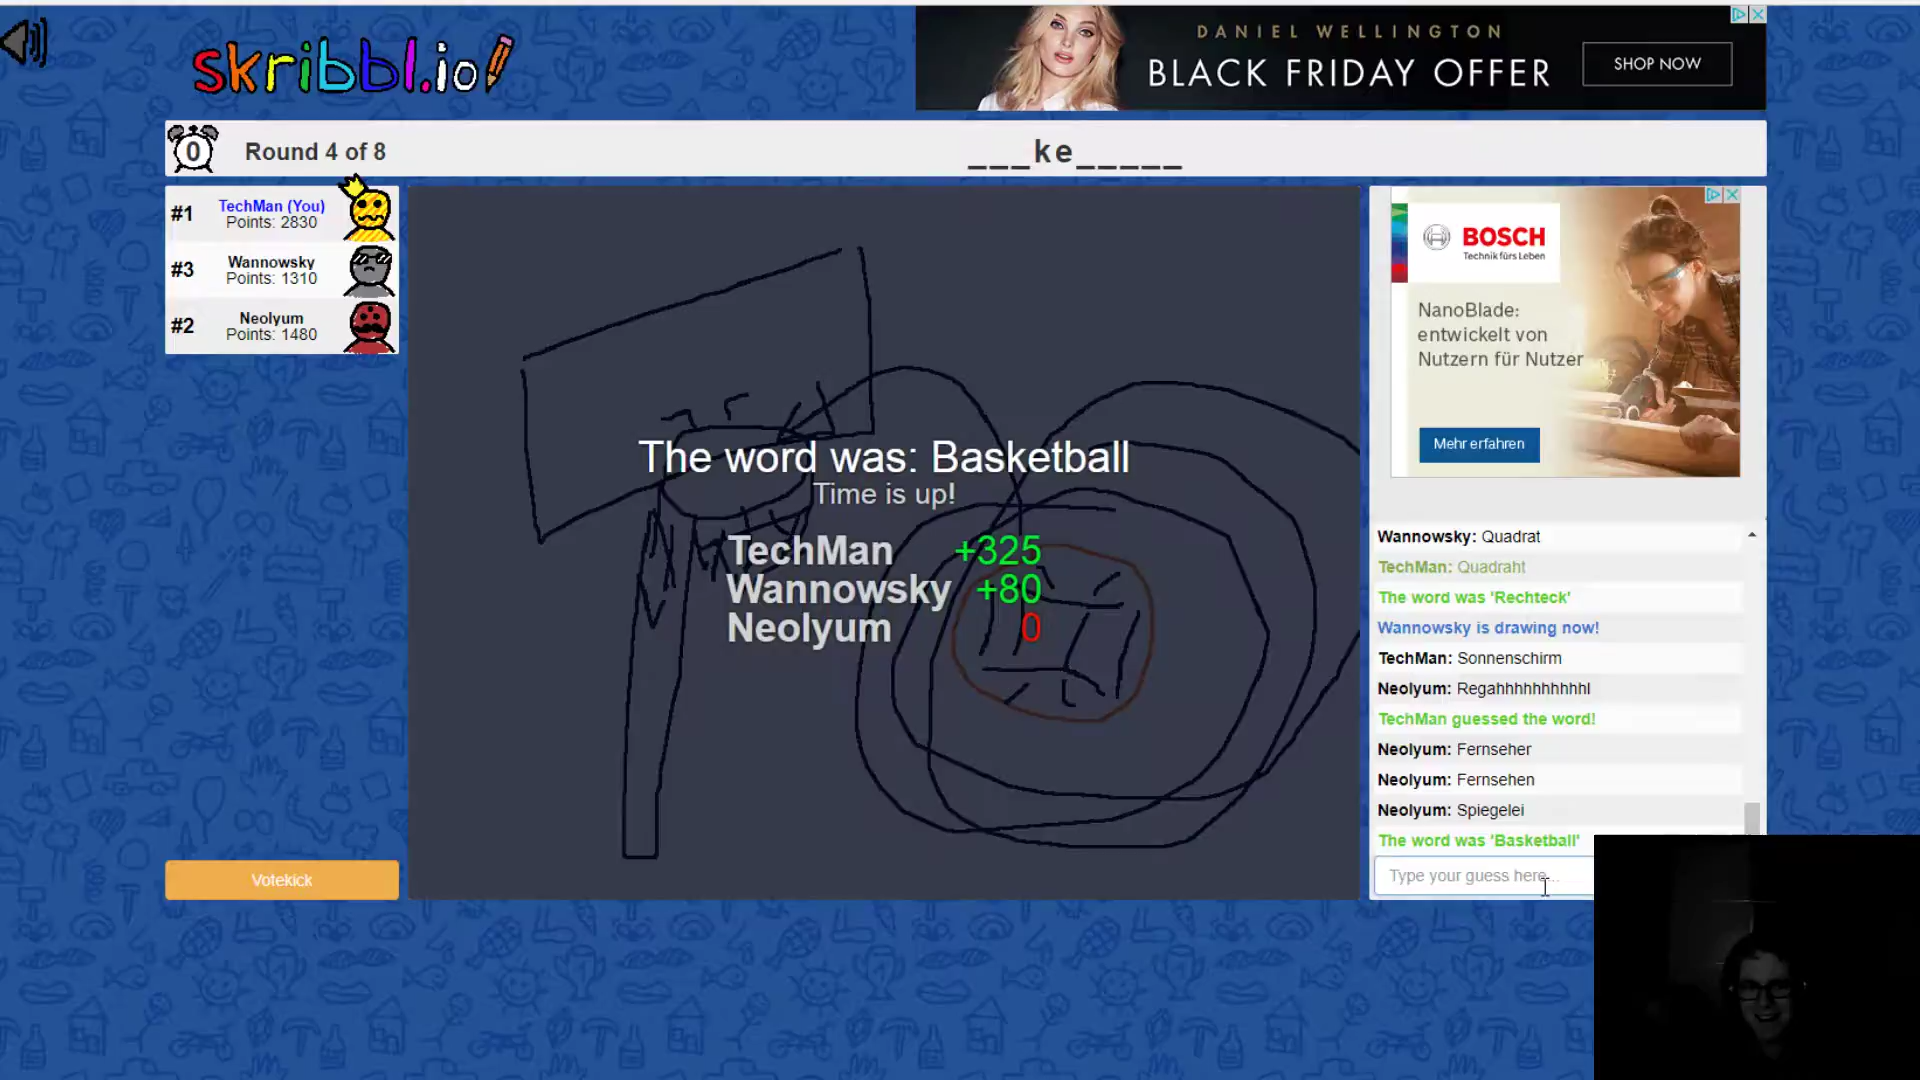 skribbl.io
DANIEL WELLINGTON
BLACK FRIDAY OFFER
SHOP NOW
0
Round 4 of 8
___ke_____
#1
TechMan (You)
Points: 2830
#3
Wannowsky
Points: 1310
#2
Neolyum
Points: 1480
The word was: Basketball
Time is up!
TechMan +325
Wannowsky +80
Neolyum 0
BOSCH
Technik fürs Leben
NanoBlade:
entwickelt von
Nutzern für Nutzer
Mehr erfahren
Wannowsky: Quadrat
TechMan: Quadraht
The word was 'Rechteck'
Wannowsky is drawing now!
TechMan: Sonnenschirm
Neolyum: Regahhhhhhhhhhl
TechMan guessed the word!
Neolyum: Fernseher
Neolyum: Fernsehen
Neolyum: Spiegelei
The word was 'Basketball'
Type your guess here...
Votekick